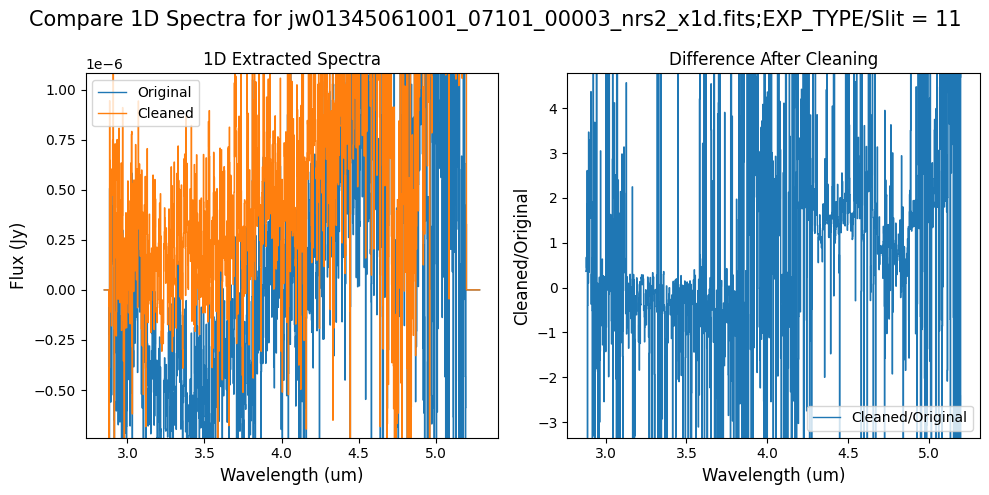 Compare 1D Spectra for jw01345061001_07101_00003_nrs2_x1d.fits;EXP_TYPE/Slit = 11
1D Extracted Spectra
1e−6
Original
Cleaned
1.00
0.75
0.50
0.25
0.00
−0.25
−0.50
Flux (Jy)
3.0 3.5 4.0 4.5 5.0
Wavelength (um)
Difference After Cleaning
4
3
2
1
0
−1
−2
−3
Cleaned/Original
Cleaned/Original
3.0 3.5 4.0 4.5 5.0
Wavelength (um)